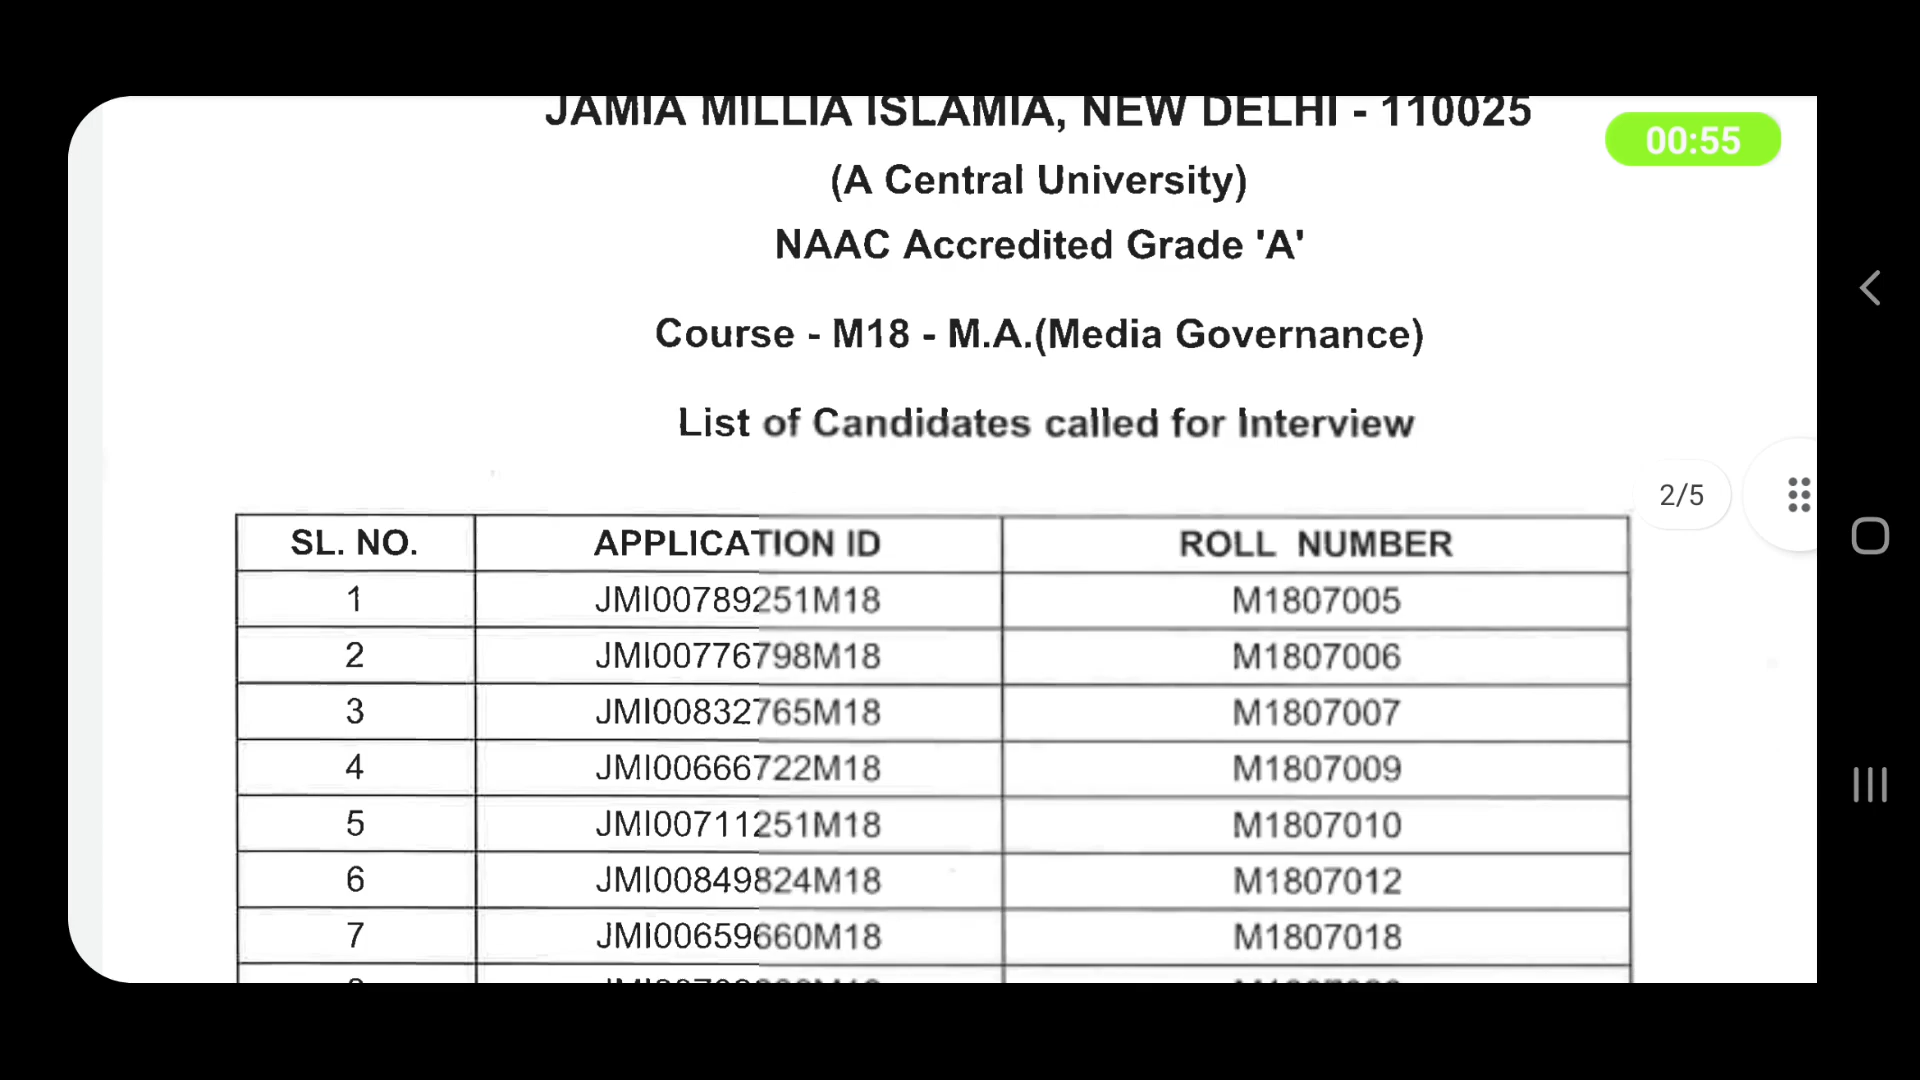 JAMIA MILLIA ISLAMIA, NEW DELHI - 110025
00:55
(A Central University)
NAAC Accredited Grade 'A'
Course - M18 - M.A.(Media Governance)
List of Candidates called for Interview
2/5
SL. NO. APPLICATION ID ROLL NUMBER
1 JMI00789251M18 M1807005
2 JMI00776798M18 M1807006
3 JMI00832765M18 M1807007
4 JMI00666722M18 M1807009
5 JMI00711251M18 M1807010
6 JMI00849824M18 M1807012
7 JMI00659660M18 M1807018